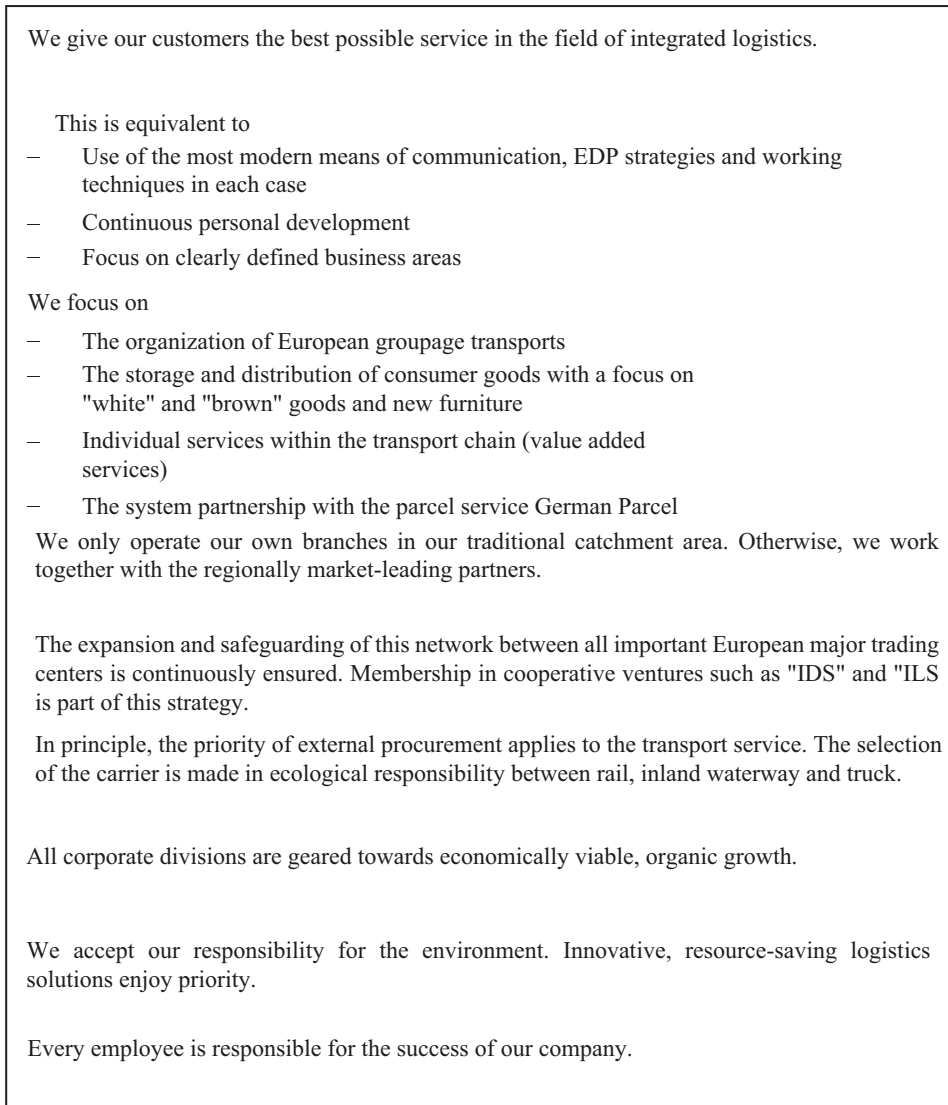 We give our customers the best possible service in the field of integrated logistics.
This is equivalent to
– Use of the most modern means of communication, EDP strategies and working
techniques in each case
– Continuous personal development
– Focus on clearly defined business areas
We focus on
– The organization of European groupage transports
– The storage and distribution of consumer goods with a focus on
"white" and "brown" goods and new furniture
– Individual services within the transport chain (value added
services)
– The system partnership with the parcel service German Parcel
We only operate our own branches in our traditional catchment area. Otherwise, we work
together with the regionally market-leading partners.
The expansion and safeguarding of this network between all important European major trading
centers is continuously ensured. Membership in cooperative ventures such as "IDS" and "ILS
is part of this strategy.
In principle, the priority of external procurement applies to the transport service. The selection
of the carrier is made in ecological responsibility between rail, inland waterway and truck.
All corporate divisions are geared towards economically viable, organic growth.
We accept our responsibility for the environment. Innovative, resource-saving logistics
solutions enjoy priority.
Every employee is responsible for the success of our company.